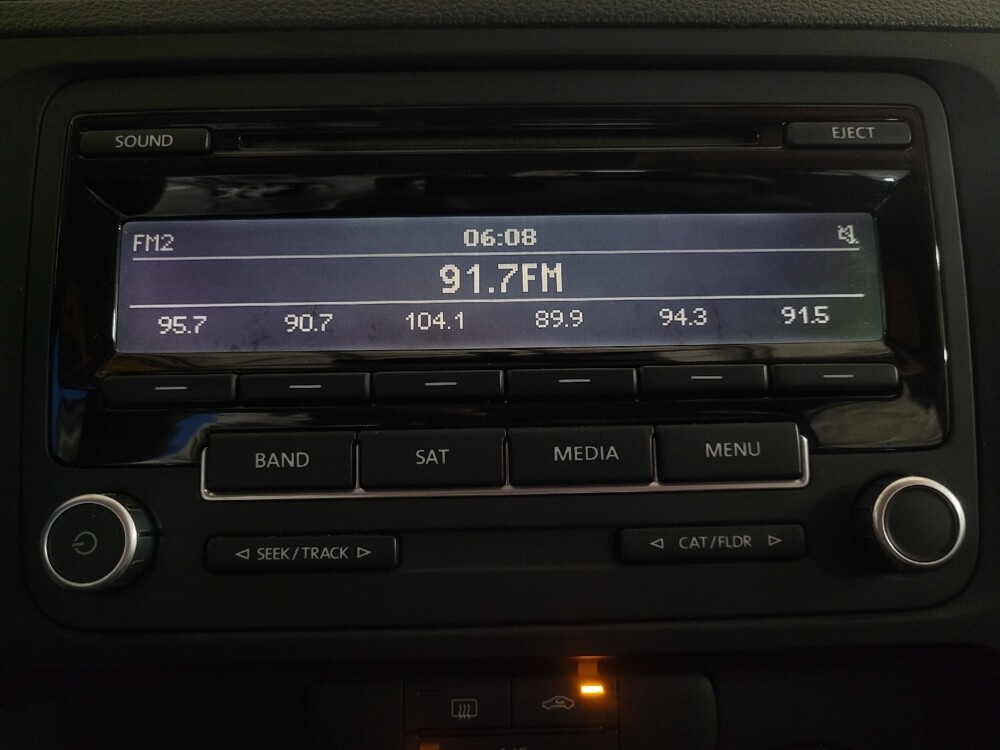 SOUND EJECT
FM2 06:08
91.7FM
95.7 90.7 104.1 89.9 94.3 91.5
BAND SAT MEDIA MENU
SEEK/TRACK CAT/FLDR